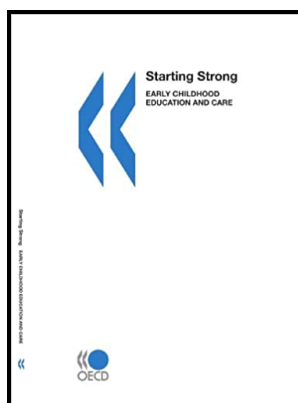 Starting Strong
EARLY CHILDHOOD
EDUCATION AND CARE
Starting Strong EARLY CHILDHOOD EDUCATION AND CARE
OECD